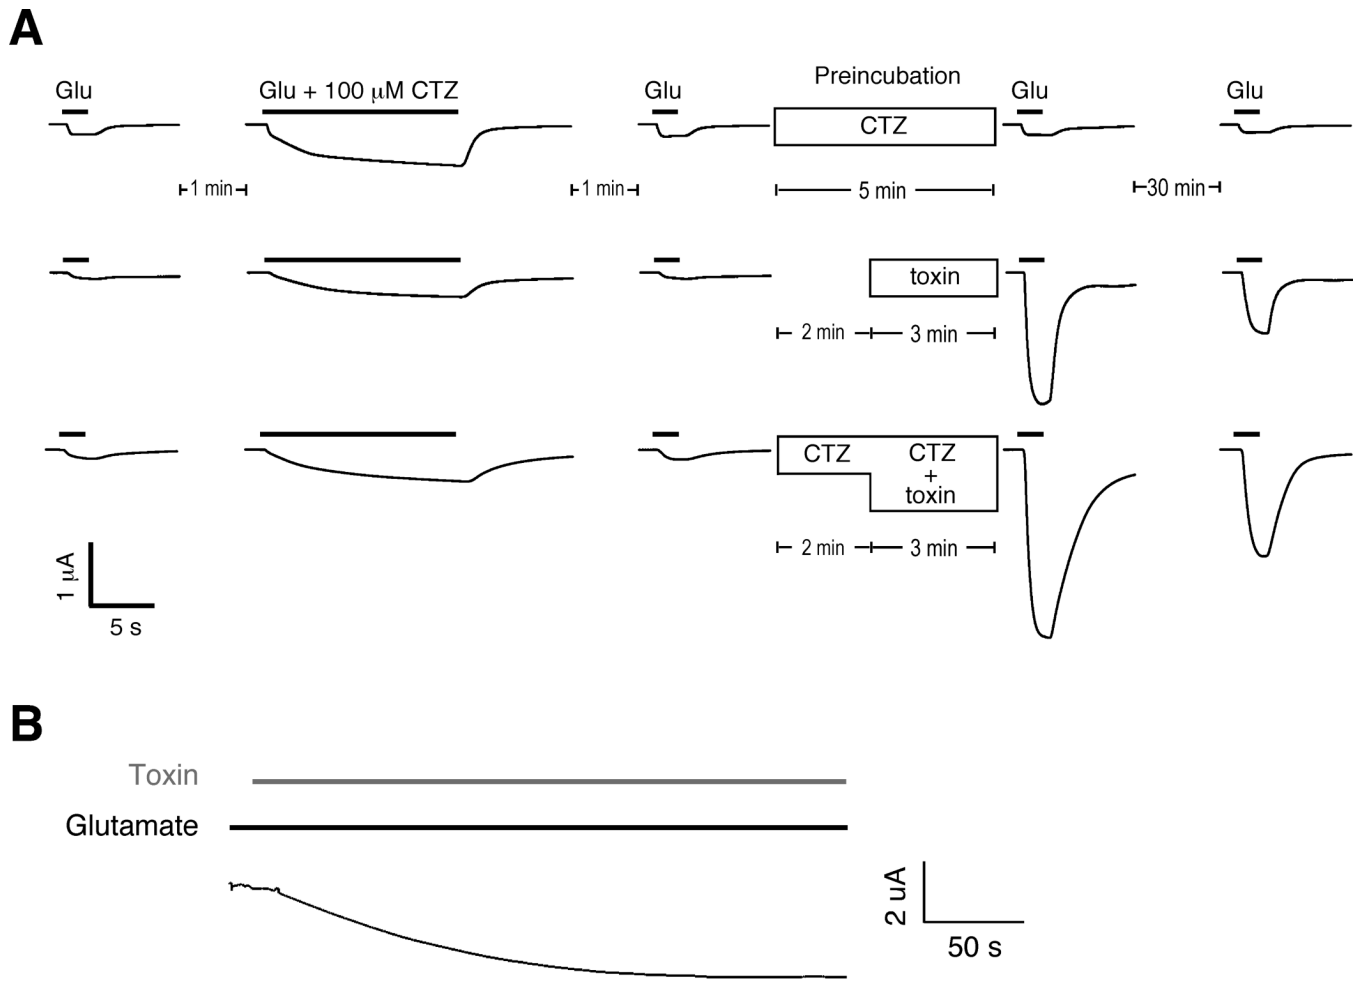 A
Glu
Glu + 100 μM CTZ
Glu
Preincubation
CTZ
Glu
Glu
1 min
1 min
5 min
30 min
toxin
2 min
3 min
CTZ
CTZ
+
toxin
2 min
3 min
1 μA
5 s
B
Toxin
Glutamate
2 uA
50 s